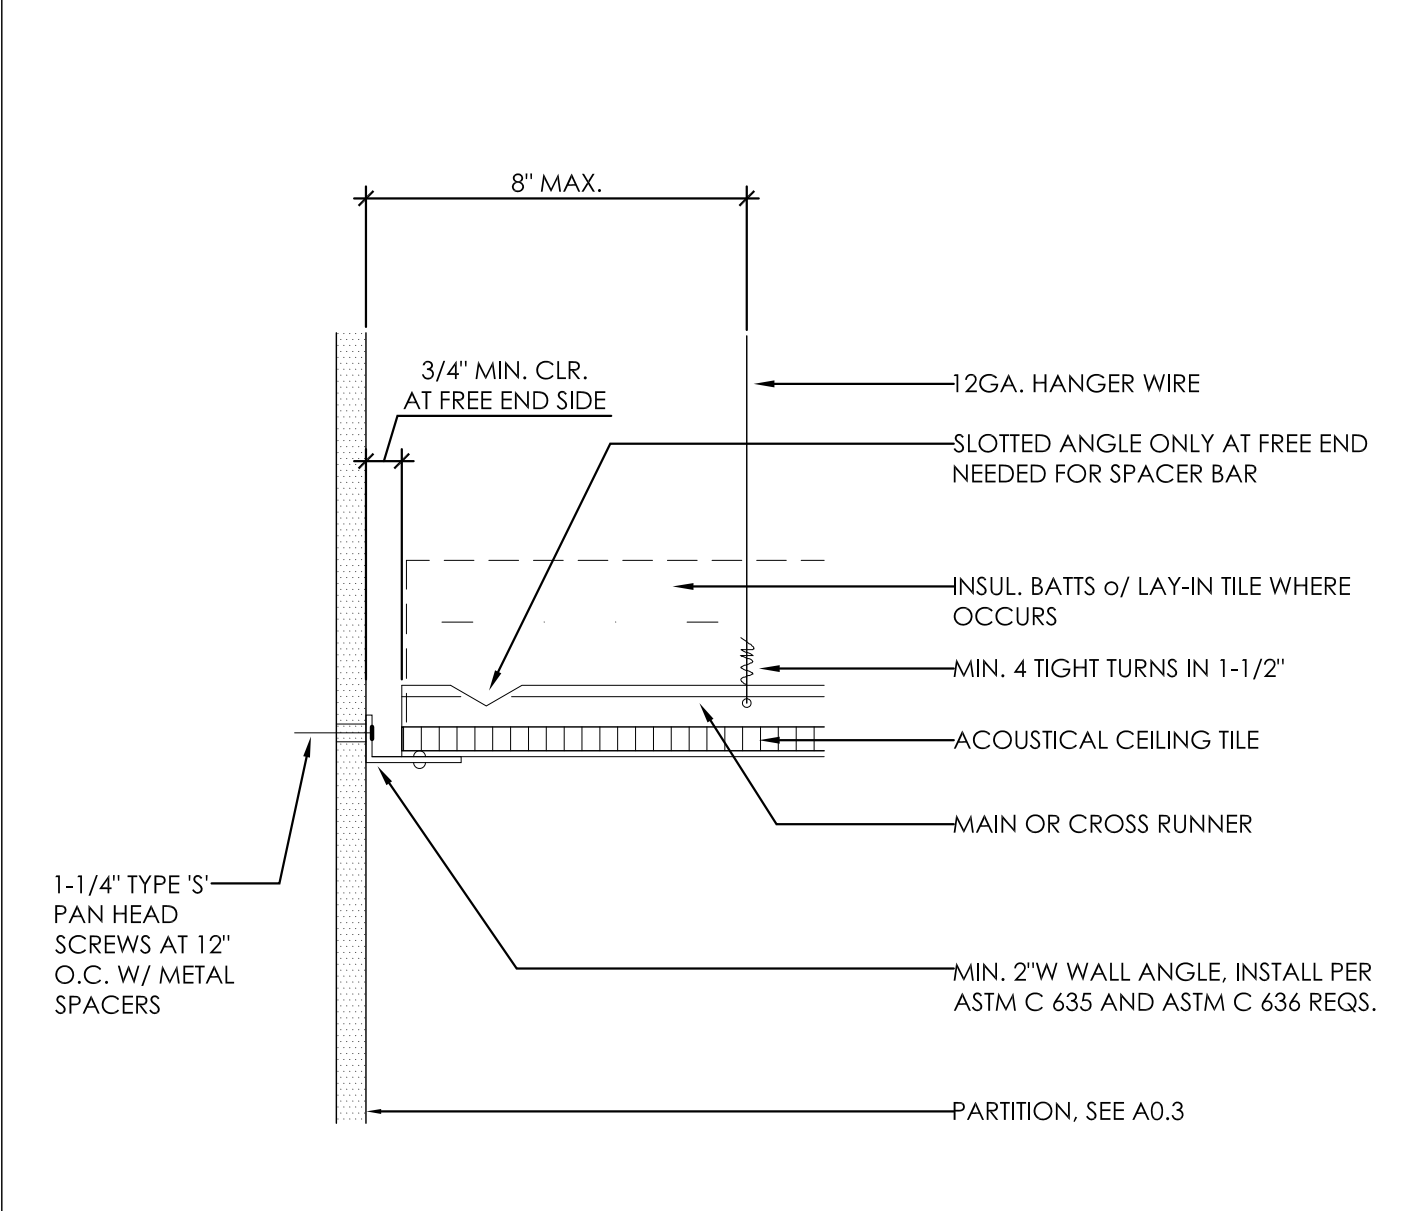 8" MAX.
3/4" MIN. CLR.
AT FREE END SIDE
12GA. HANGER WIRE
SLOTTED ANGLE ONLY AT FREE END
NEEDED FOR SPACER BAR
INSUL. BATTS o/ LAY-IN TILE WHERE
OCCURS
MIN. 4 TIGHT TURNS IN 1-1/2"
ACOUSTICAL CEILING TILE
MAIN OR CROSS RUNNER
1-1/4" TYPE 'S'
PAN HEAD
SCREWS AT 12"
O.C. W/ METAL
SPACERS
MIN. 2"W WALL ANGLE, INSTALL PER
ASTM C 635 AND ASTM C 636 REQS.
PARTITION, SEE A0.3